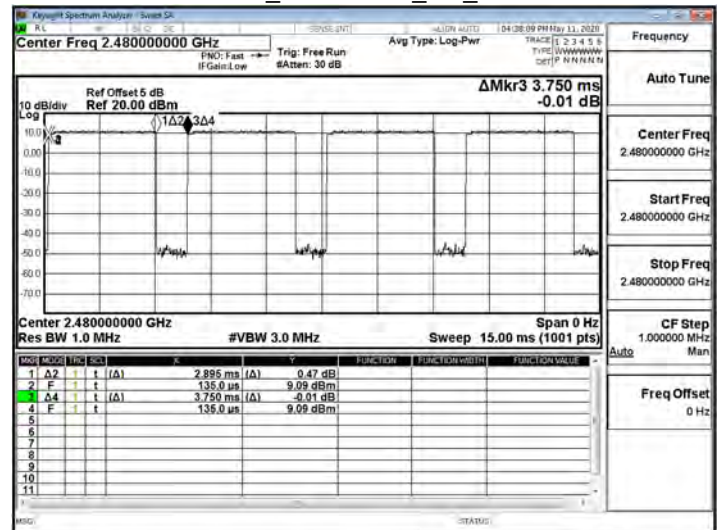 Keysight Spectrum Analyzer - Swept SA
RL
SENSE:INT
ALIGN AUTO
04:38:09 PM May 11, 2020
Center Freq 2.480000000 GHz
PNO: Fast
IFGain:Low
Trig: Free Run
#Atten: 30 dB
Avg Type: Log-Pwr
TRACE 1 2 3 4 5 6
TYPE WWWWWW
DET P N N N N N
Ref Offset 5 dB
Ref 20.00 dBm
10 dB/div
Log
ΔMkr3 3.750 ms
-0.01 dB
1Δ2
3Δ4
10.0
0.00
-10.0
-20.0
-30.0
-40.0
-50.0
-60.0
-70.0
Center 2.480000000 GHz
Span 0 Hz
Res BW 1.0 MHz
#VBW 3.0 MHz
Sweep 15.00 ms (1001 pts)
MKR MODE TRC SCL X Y FUNCTION FUNCTION WIDTH FUNCTION VALUE
1 Δ2 1 t (Δ) 2.895 ms (Δ) 0.47 dB
2 F 1 t 135.0 µs 9.09 dBm
3 Δ4 1 t (Δ) 3.750 ms (Δ) -0.01 dB
4 F 1 t 135.0 µs 9.09 dBm
5
6
7
8
9
10
11
MSG
STATUS
Frequency
Auto Tune
Center Freq
2.480000000 GHz
Start Freq
2.480000000 GHz
Stop Freq
2.480000000 GHz
CF Step
1.000000 MHz
Auto Man
Freq Offset
0 Hz